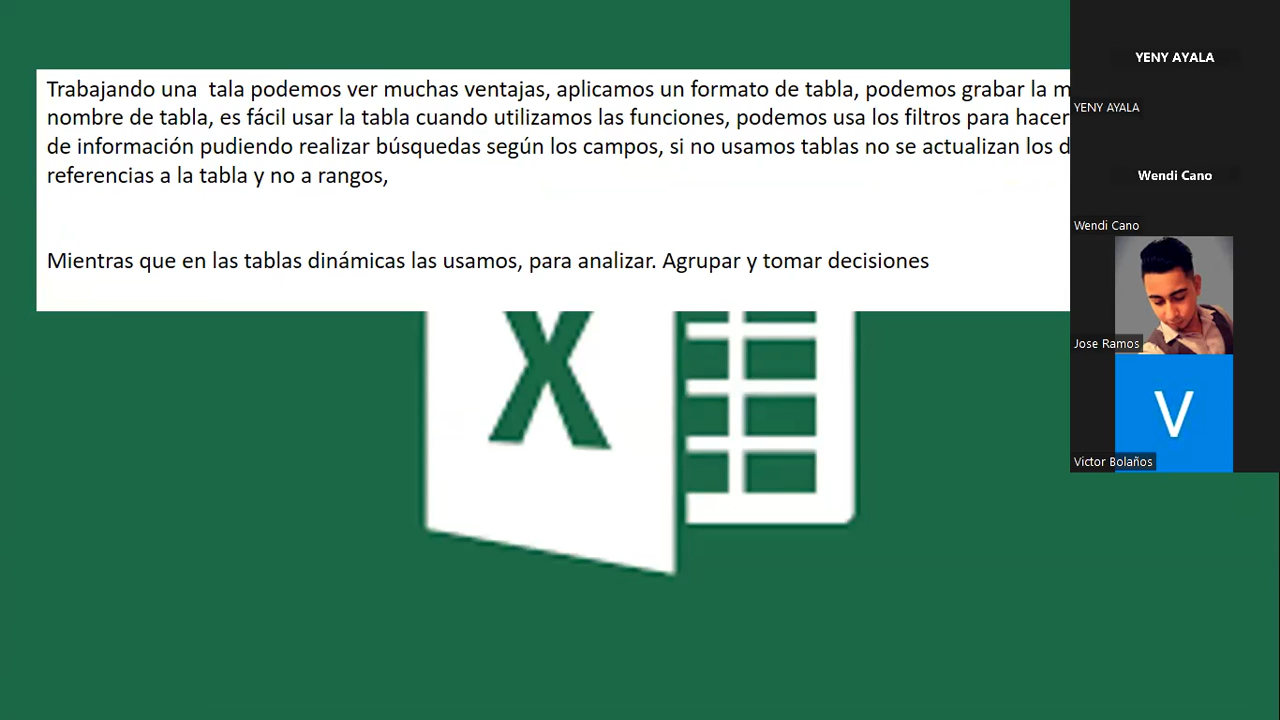 Trabajando una tala podemos ver muchas ventajas, aplicamos un formato de tabla, podemos grabar la
nombre de tabla, es fácil usar la tabla cuando utilizamos las funciones, podemos usa los filtros para hacer
de información pudiendo realizar búsquedas según los campos, si no usamos tablas no se actualizan los
referencias a la tabla y no a rangos,
Mientras que en las tablas dinámicas las usamos, para analizar. Agrupar y tomar decisiones
X
YENY AYALA
YENY AYALA
Wendi Cano
Wendi Cano
Jose Ramos
V
Victor Bolaños